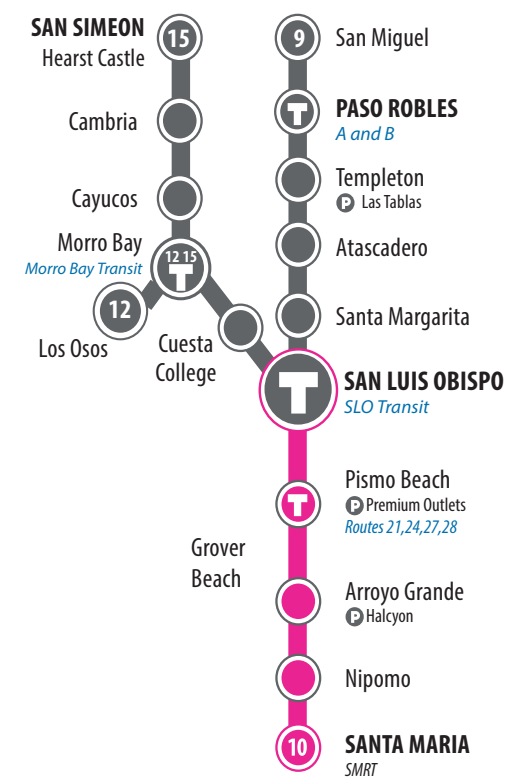 SAN SIMEON
Hearst Castle
15
Cambria
Cayucos
Morro Bay
Morro Bay Transit
12 15
T
12
Los Osos
Cuesta
College
9
San Miguel
T
PASO ROBLES
A and B
Templeton
P Las Tablas
Atascadero
Santa Margarita
T
SAN LUIS OBISPO
SLO Transit
T
Pismo Beach
P Premium Outlets
Routes 21,24,27,28
Grover
Beach
Arroyo Grande
P Halcyon
Nipomo
10
SANTA MARIA
SMRT